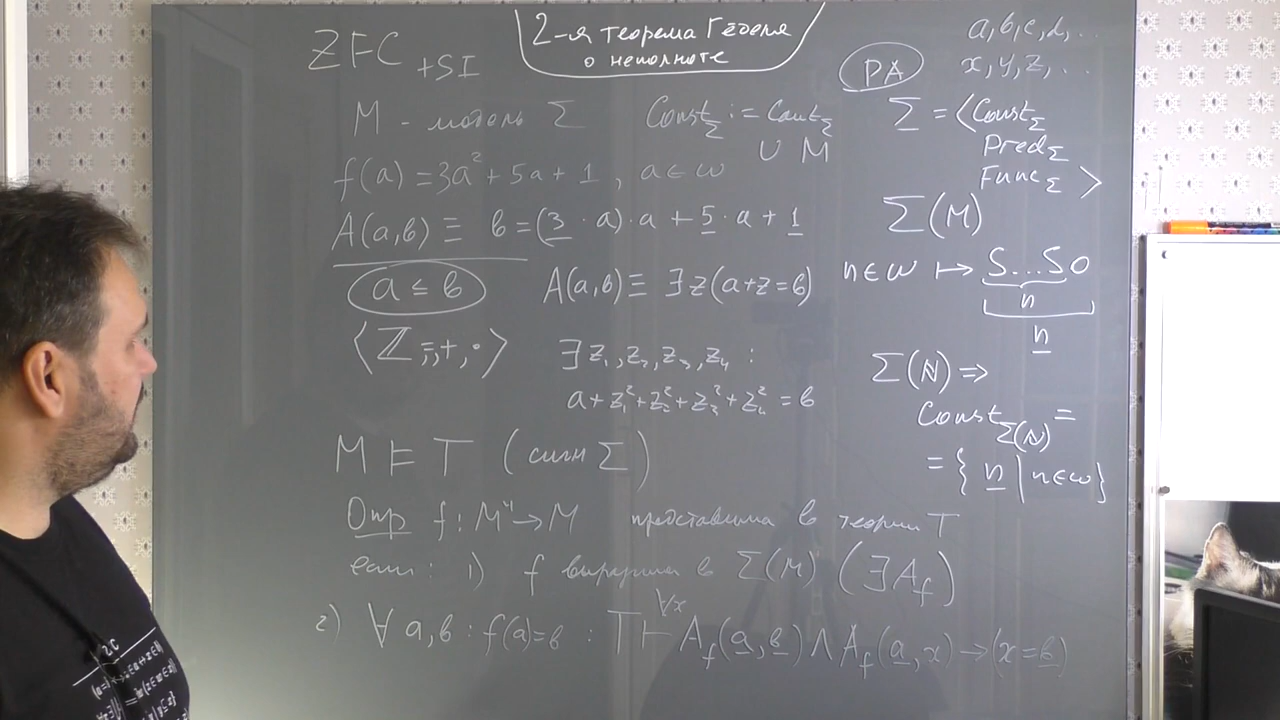 ZFC +SI
2-я теорема Гёделя
о неполноте
PA
a, b, c, d, ...
x, y, z, ...
M - модель Σ
Const_Σ := Const_Σ
∪ M
Σ = ⟨Const_Σ
Pred_Σ
Func_Σ ⟩
f(a) = 3a² + 5a + 1, a ∈ ω
Σ(M)
A(a,b) ≡ b = (3 · a) · a + 5 · a + 1
n ∈ ω ↦ S...S0
n
n
a ≤ b
A(a,b) ≡ ∃z(a+z=b)
⟨ℤ, =, +, ·⟩
∃z₁, z₂, z₃, z₄ :
a + z₁² + z₂² + z₃² + z₄² = b
Σ(ℕ) ⇒
Const_Σ(ℕ) =
= { n | n ∈ ω}
M ⊨ T (сигн Σ)
Опр f : Mⁿ → M представима в теории T
если: 1) f выразима в Σ(M) (∃A_f)
2) ∀a, b : f(a)=b : T ⊢ ∀x A_f(a, b) ∧ A_f(a, x) → (x = b)